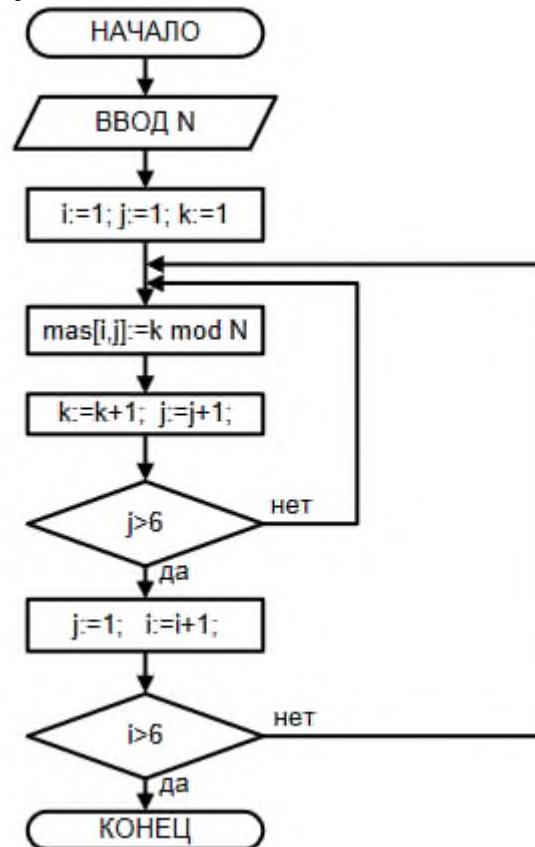 НАЧАЛО
ВВОД N
i:=1; j:=1; k:=1
mas[i,j]:=k mod N
k:=k+1; j:=j+1;
j>6
нет
да
j:=1; i:=i+1;
i>6
нет
да
КОНЕЦ